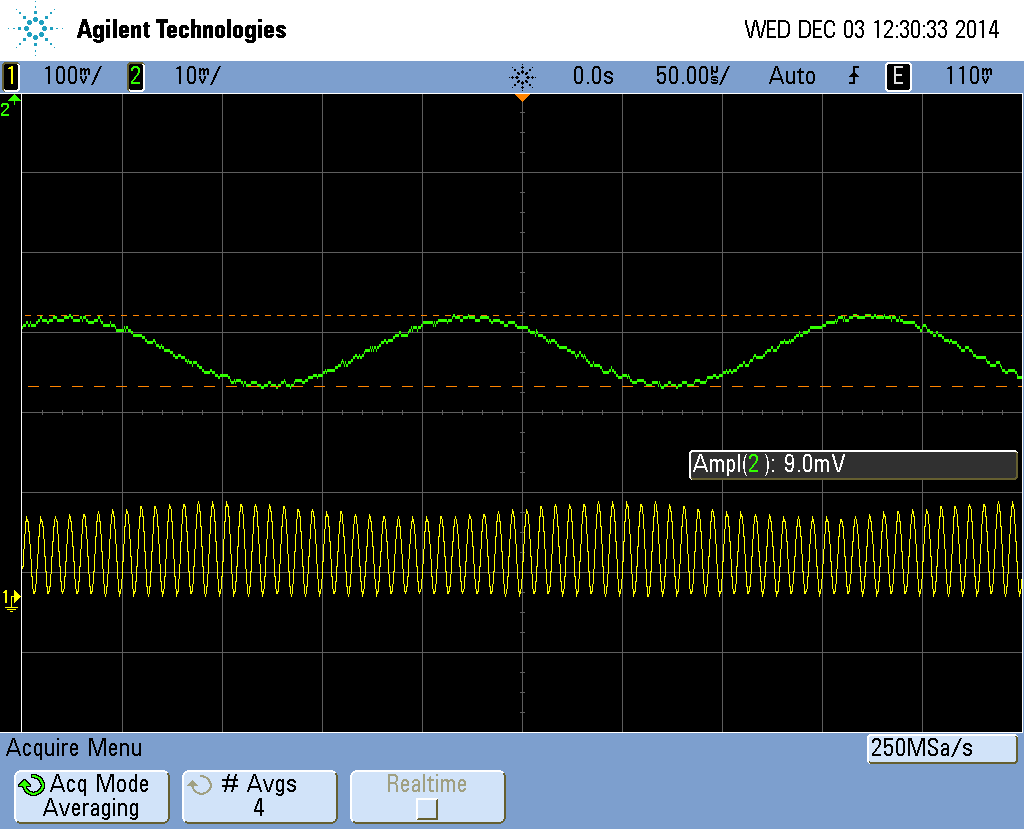 Agilent Technologies
WED DEC 03 12:30:33 2014
1 100mV/ 2 10mV/ 0.0s 50.00µs/ Auto E 110mV
2
Ampl(2): 9.0mV
1
Acquire Menu
250MSa/s
Acq Mode
Averaging
# Avgs
4
Realtime